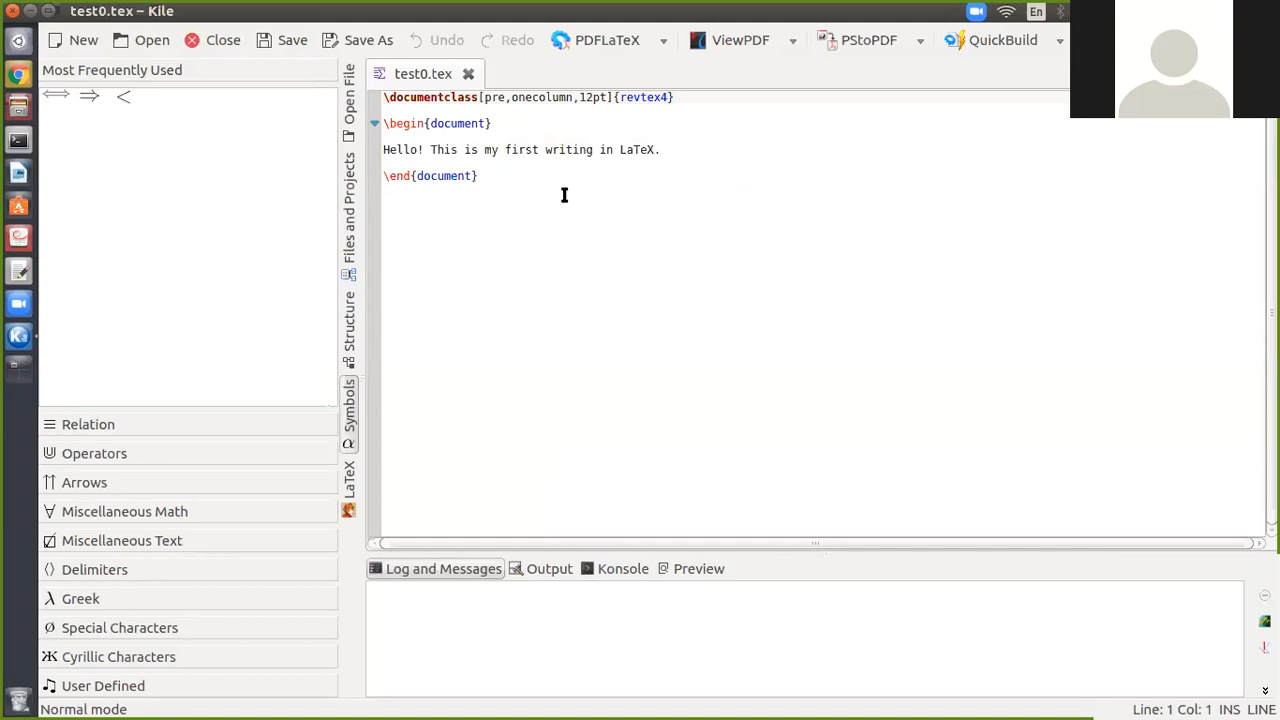 test0.tex – Kile
En
New Open Close Save Save As Undo Redo PDFLaTeX ViewPDF PStoPDF QuickBuild
Most Frequently Used
test0.tex
\documentclass[pre,onecolumn,12pt]{revtex4}
\begin{document}
Hello! This is my first writing in LaTeX.
\end{document}
Open File
Files and Projects
Structure
Symbols
LaTeX
⟺ ⇒ <
Relation
Operators
Arrows
Miscellaneous Math
Miscellaneous Text
Delimiters
Greek
Special Characters
Cyrillic Characters
User Defined
Log and Messages Output Konsole Preview
Normal mode
Line: 1 Col: 1 INS LINE